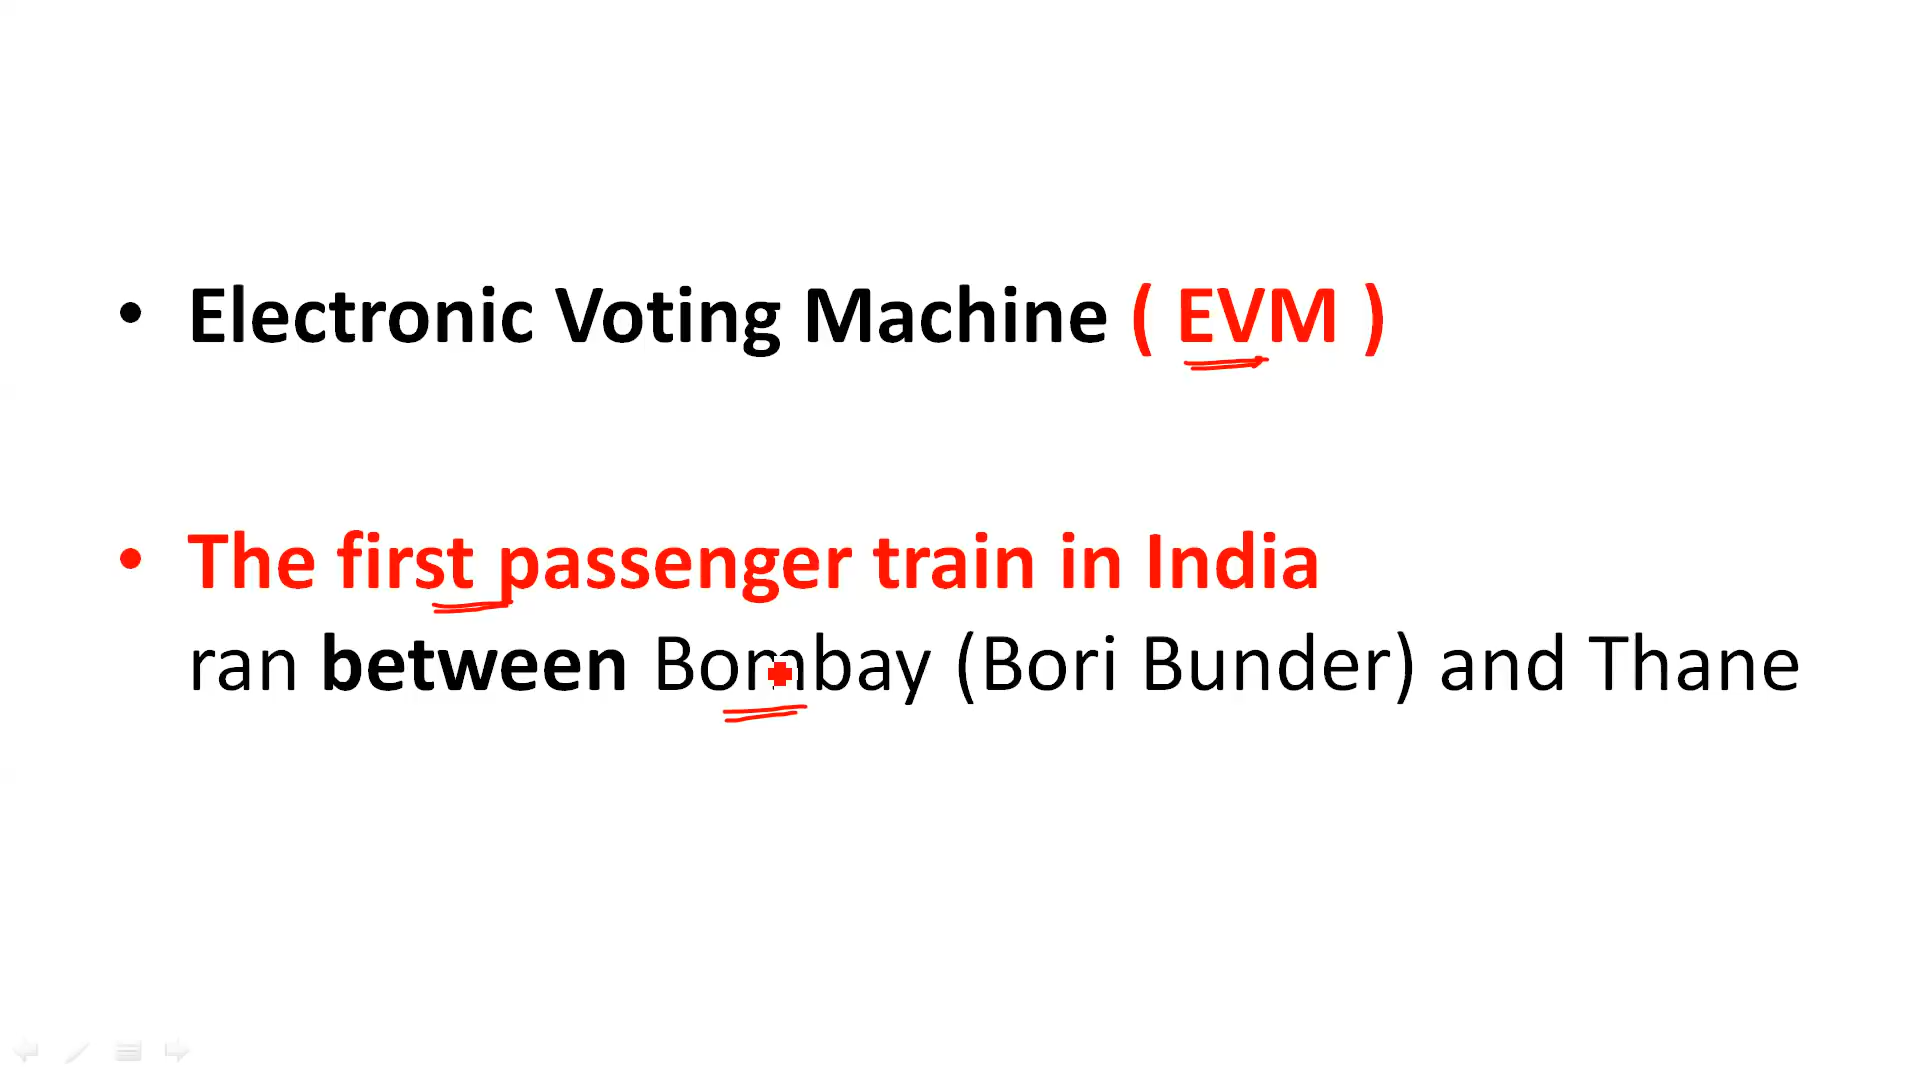 • Electronic Voting Machine ( EVM )
• The first passenger train in India
ran between Bombay (Bori Bunder) and Thane